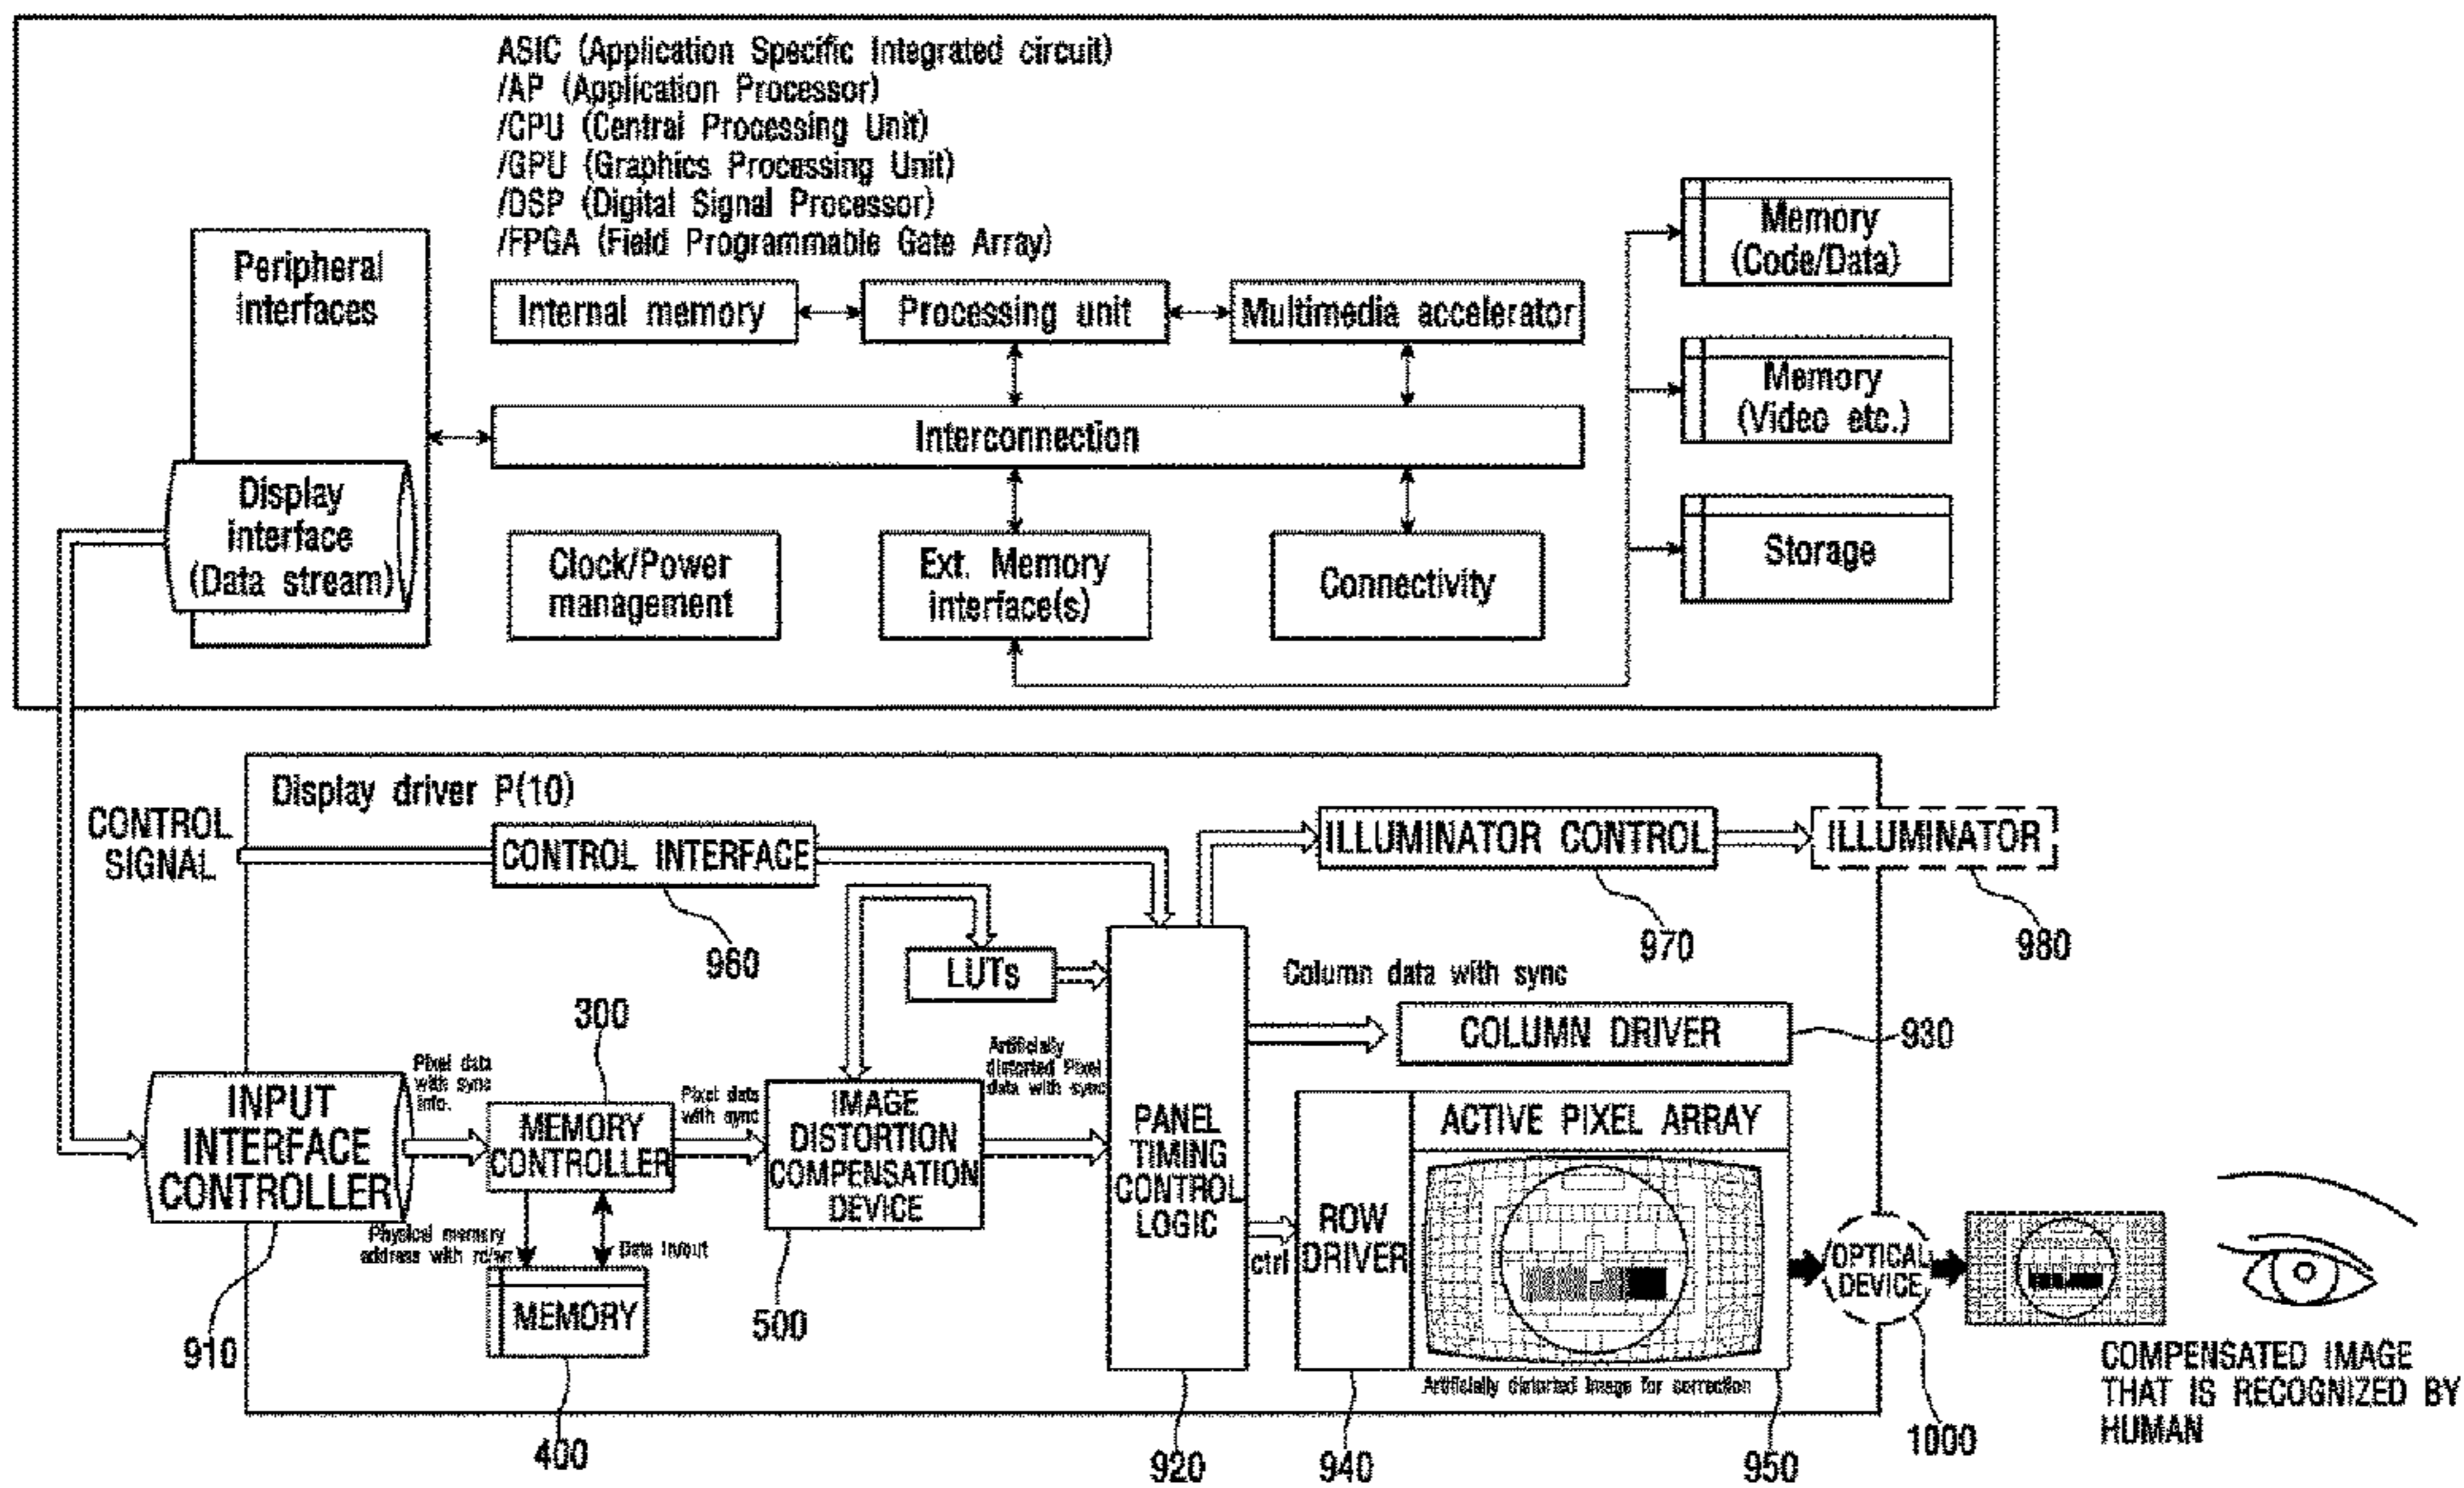 ASIC (Application Specific Integrated circuit)
/AP (Application Processor)
/CPU (Central Processing Unit)
/GPU (Graphics Processing Unit)
/DSP (Digital Signal Processor)
/FPGA (Field Programmable Gate Array)
Peripheral
interfaces
Internal memory
Processing unit
Multimedia accelerator
Memory
(Code/Data)
Memory
(Video etc.)
Storage
Interconnection
Display
interface
(Data stream)
Clock/Power
management
Ext. Memory
interface(s)
Connectivity
Display driver P(10)
CONTROL
SIGNAL
CONTROL INTERFACE
960
ILLUMINATOR CONTROL
970
ILLUMINATOR
980
LUTs
Column data with sync
COLUMN DRIVER
930
300
Pixel data
with sync
info.
INPUT
INTERFACE
CONTROLLER
910
MEMORY
CONTROLLER
Pixel data
with sync
IMAGE
DISTORTION
COMPENSATION
DEVICE
500
Artificially
distorted Pixel
data with sync
Physical memory
address with rd/wr
Data in/out
MEMORY
400
PANEL
TIMING
CONTROL
LOGIC
920
ctrl
ROW
DRIVER
940
ACTIVE PIXEL ARRAY
Artificially distorted image for correction
950
OPTICAL
DEVICE
1000
COMPENSATED IMAGE
THAT IS RECOGNIZED BY
HUMAN